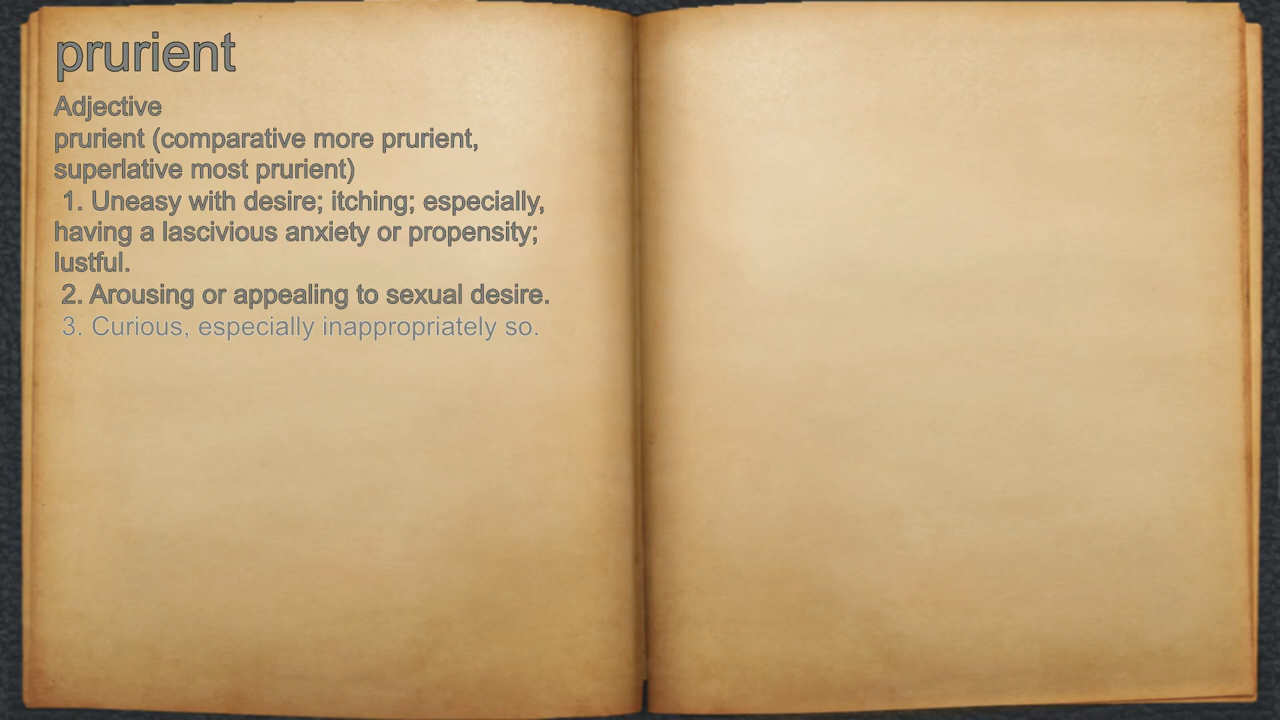 prurient
Adjective
prurient (comparative more prurient,
superlative most prurient)
1. Uneasy with desire; itching; especially,
having a lascivious anxiety or propensity;
lustful.
2. Arousing or appealing to sexual desire.
3. Curious, especially inappropriately so.